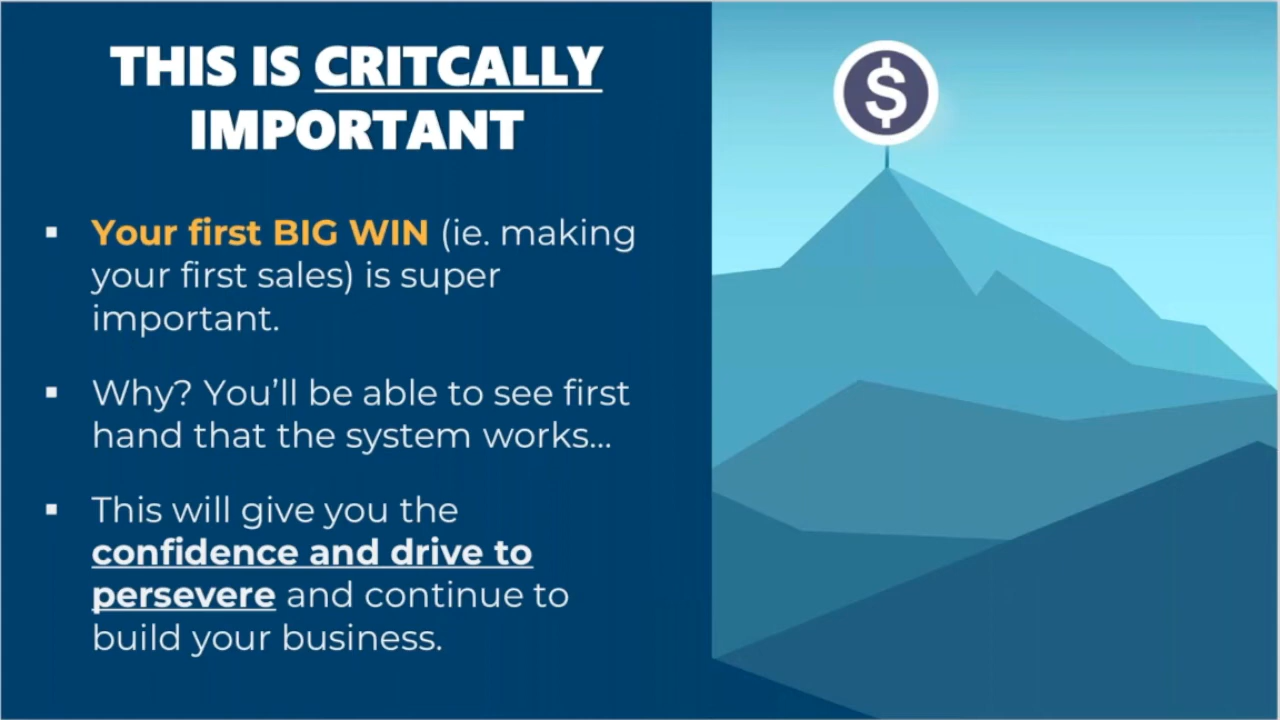 THIS IS CRITCALLY
IMPORTANT
▪ Your first BIG WIN (ie. making
your first sales) is super
important.
▪ Why? You'll be able to see first
hand that the system works...
▪ This will give you the
confidence and drive to
persevere and continue to
build your business.
$